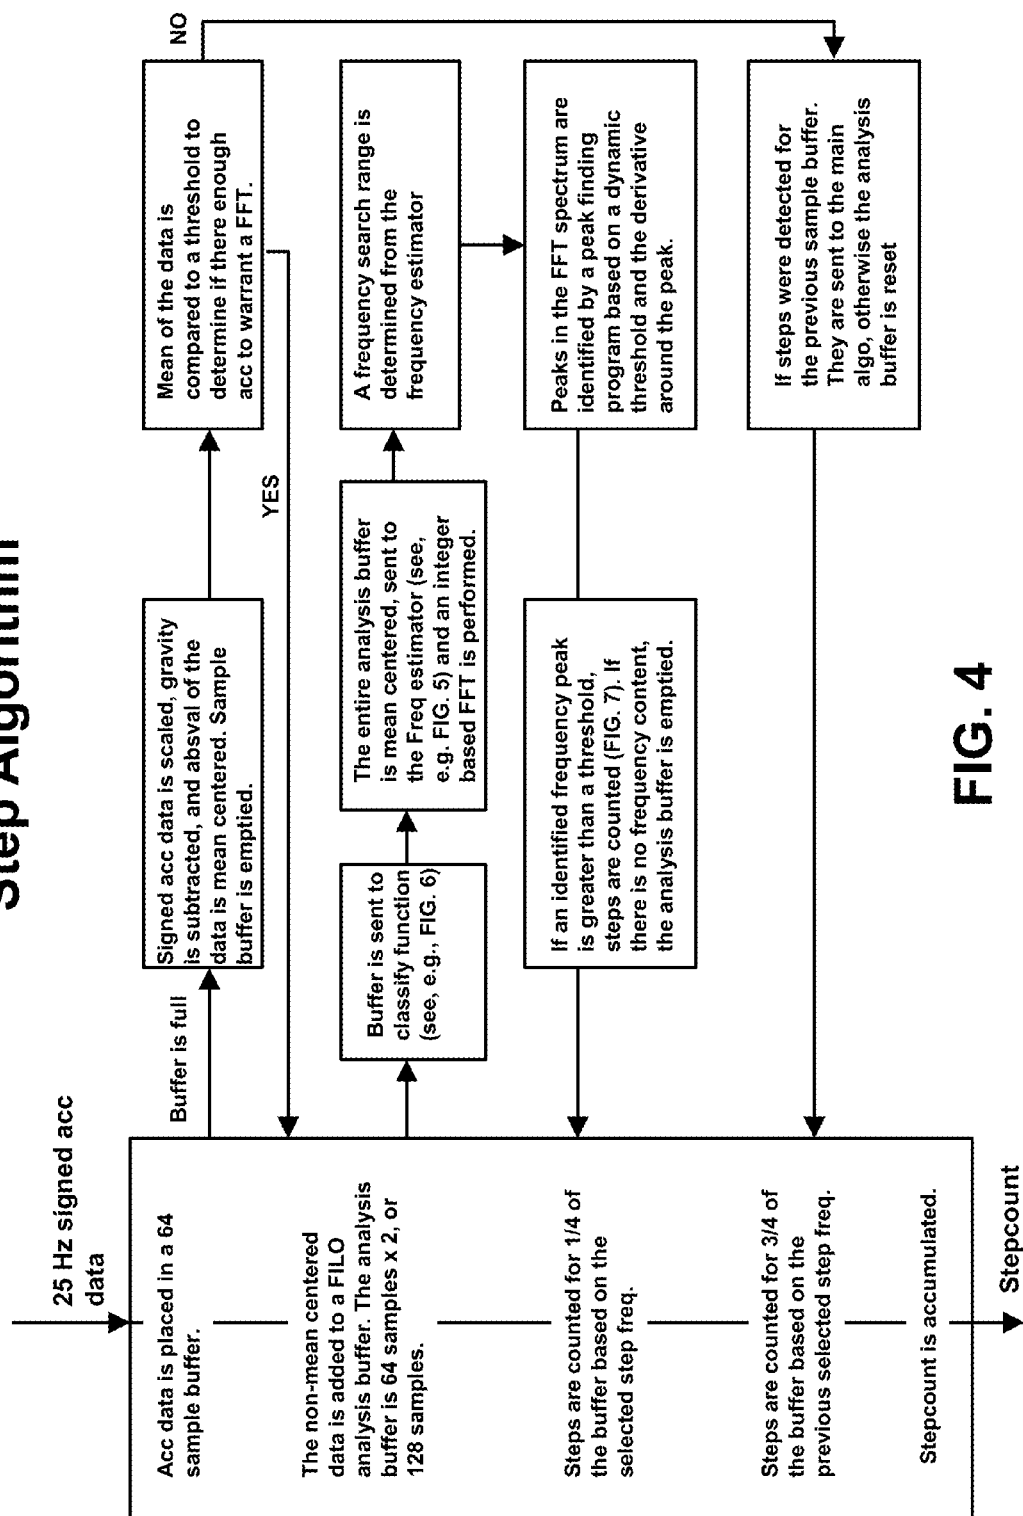 Step Algorithm
25 Hz signed acc
data
Acc data is placed in a 64
sample buffer.
The non-mean centered
data is added to a FILO
analysis buffer. The analysis
buffer is 64 samples x 2, or
128 samples.
Steps are counted for 1/4 of
the buffer based on the
selected step freq.
Steps are counted for 3/4 of
the buffer based on the
previous selected step freq.
Stepcount is accumulated.
Stepcount
Buffer is full
Signed acc data is scaled, gravity
is subtracted, and absval of the
data is mean centered. Sample
buffer is emptied.
Mean of the data is
compared to a threshold to
determine if there enough
acc to warrant a FFT.
NO
YES
Buffer is sent to
classify function
(see, e.g., FIG. 6)
The entire analysis buffer
is mean centered, sent to
the Freq estimator (see,
e.g. FIG. 5) and an integer
based FFT is performed.
A frequency search range is
determined from the
frequency estimator
Peaks in the FFT spectrum are
identified by a peak finding
program based on a dynamic
threshold and the derivative
around the peak.
If an identified frequency peak
is greater than a threshold,
steps are counted (FIG. 7). If
there is no frequency content,
the analysis buffer is emptied.
If steps were detected for
the previous sample buffer.
They are sent to the main
algo, otherwise the analysis
buffer is reset
FIG. 4